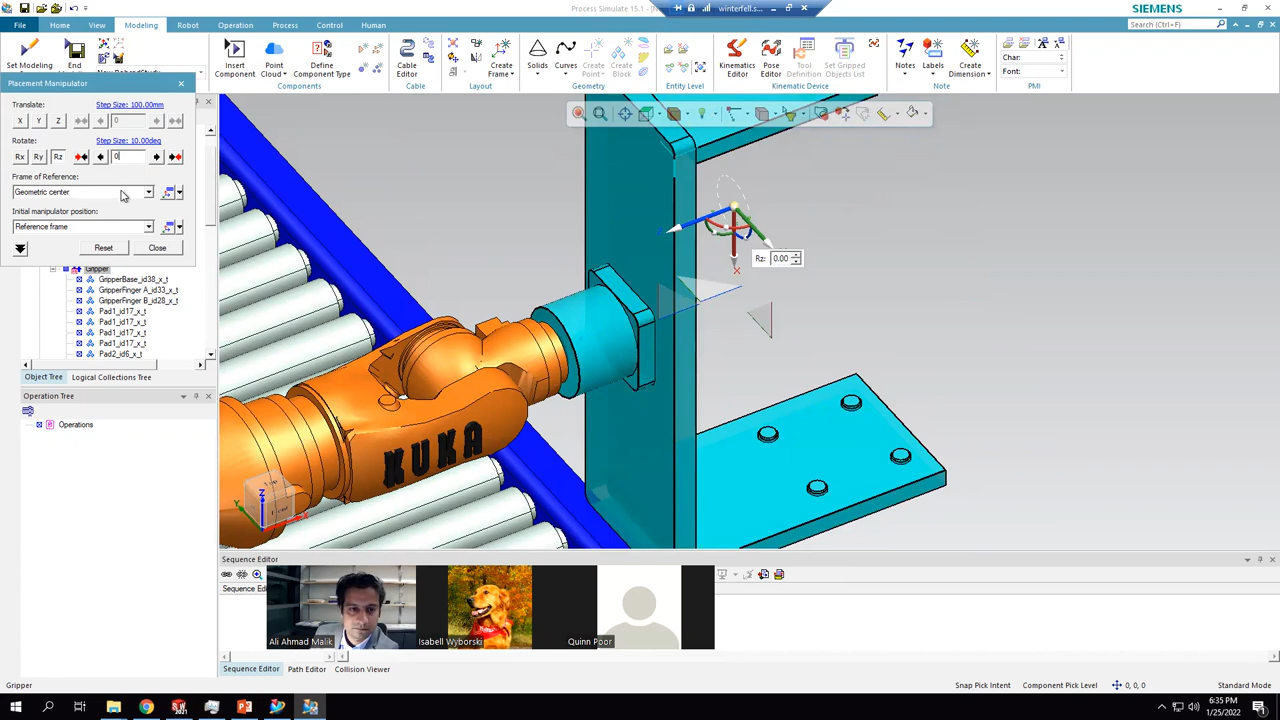 Process Simulate 15.1 - [N
winterfell.s...
SIEMENS
File
Home
View
Modeling
Robot
Operation
Process
Control
Human
Search (Ctrl+F)
Set Modeling
End
Modeling
Insert
Component
Point
Cloud
Define
Component Type
Cable
Editor
Create
Frame
Solids
Curves
Create
Point
Create
Isolines
Kinematics
Editor
Pose
Editor
Tool
Definition
Set Gripped
Objects List
Notes
Labels
Create
Dimension
Char:
Font:
Components
Cable
Layout
Geometry
Entity Level
Kinematic Device
Note
PMI
Placement Manipulator
Translate:
Step Size: 100.00mm
X
Y
Z
0
Rotate:
Step Size: 10.00deg
Rx
Ry
Rz
0
Frame of Reference:
Geometric center
Initial manipulator position:
Reference frame
Reset
Close
Gripper
GripperBase_id38_x_t
GripperFinger A_id33_x_t
GripperFinger B_id28_x_t
Pad1_id17_x_t
Pad1_id17_x_t
Pad1_id17_x_t
Pad1_id17_x_t
Pad2_id6_x_t
Object Tree
Logical Collections Tree
Operation Tree
Operations
Rz:
0.00
X
KUKA
Z
Y
X
Sequence Editor
Sequence Ed
Ali Ahmad Malik
Isabell Wyborski
Quinn Poor
Sequence Editor
Path Editor
Collision Viewer
Gripper
Snap Pick Intent
Component Pick Level
0, 0, 0
Standard Mode
6:35 PM
1/25/2022